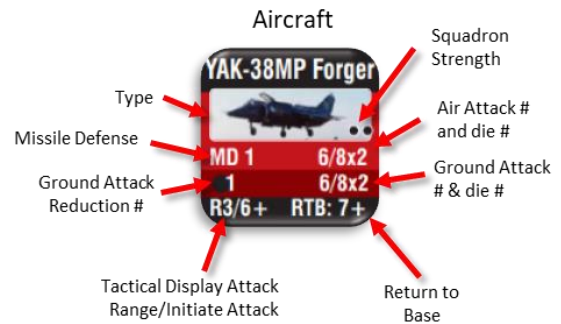 Aircraft
Squadron
Strength
YAK-38MP Forger
Type
Air Attack #
and die #
Missile Defense
MD 1 6/8x2
Ground Attack
Reduction #
1 6/8x2
Ground Attack
# & die #
R3/6+ RTB: 7+
Tactical Display Attack
Range/Initiate Attack
Return to
Base